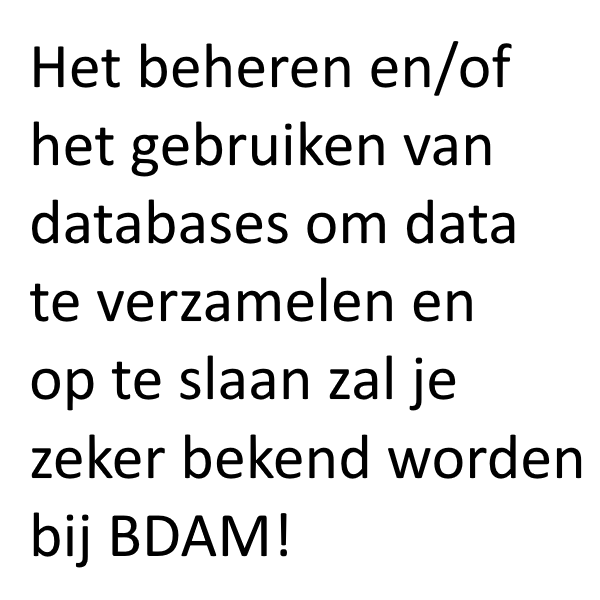 Het beheren en/of
het gebruiken van
databases om data
te verzamelen en
op te slaan zal je
zeker bekend worden
bij BDAM!